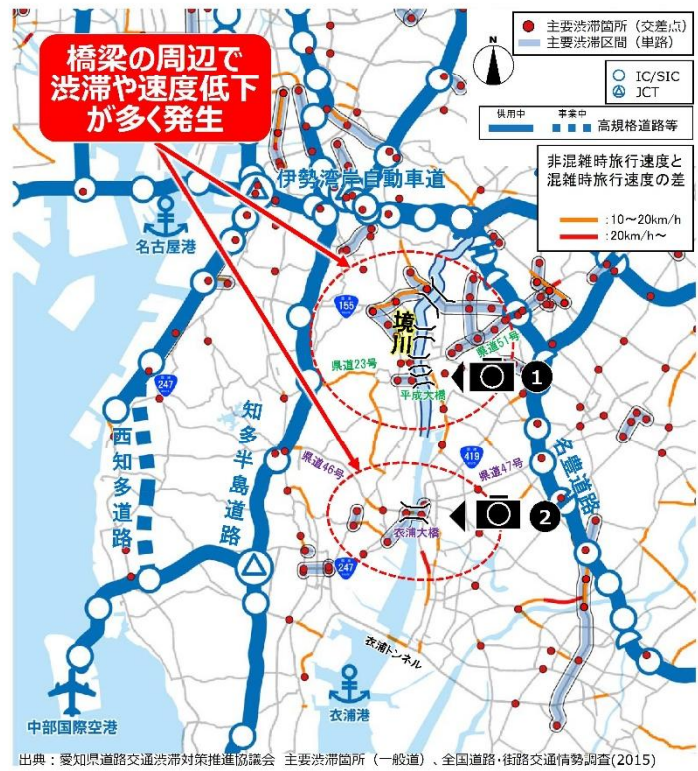 橋梁の周辺で
渋滞や速度低下
が多く発生
N
主要渋滞箇所（交差点）
主要渋滞区間（単路）
IC/SIC
JCT
供用中 事業中 高規格道路等
非混雑時旅行速度と
混雑時旅行速度の差
:10～20km/h
:20km/h～
伊勢湾岸自動車道
名古屋港
155
境川
県道51号
県道23号
平成大橋
1
247
西知多道路
知多半島道路
県道46号
419
県道47号
名豊道路
2
衣浦大橋
247
衣浦トンネル
衣浦港
中部国際空港
出典：愛知県道路交通渋滞対策推進協議会 主要渋滞箇所（一般道）、全国道路・街路交通情勢調査(2015)